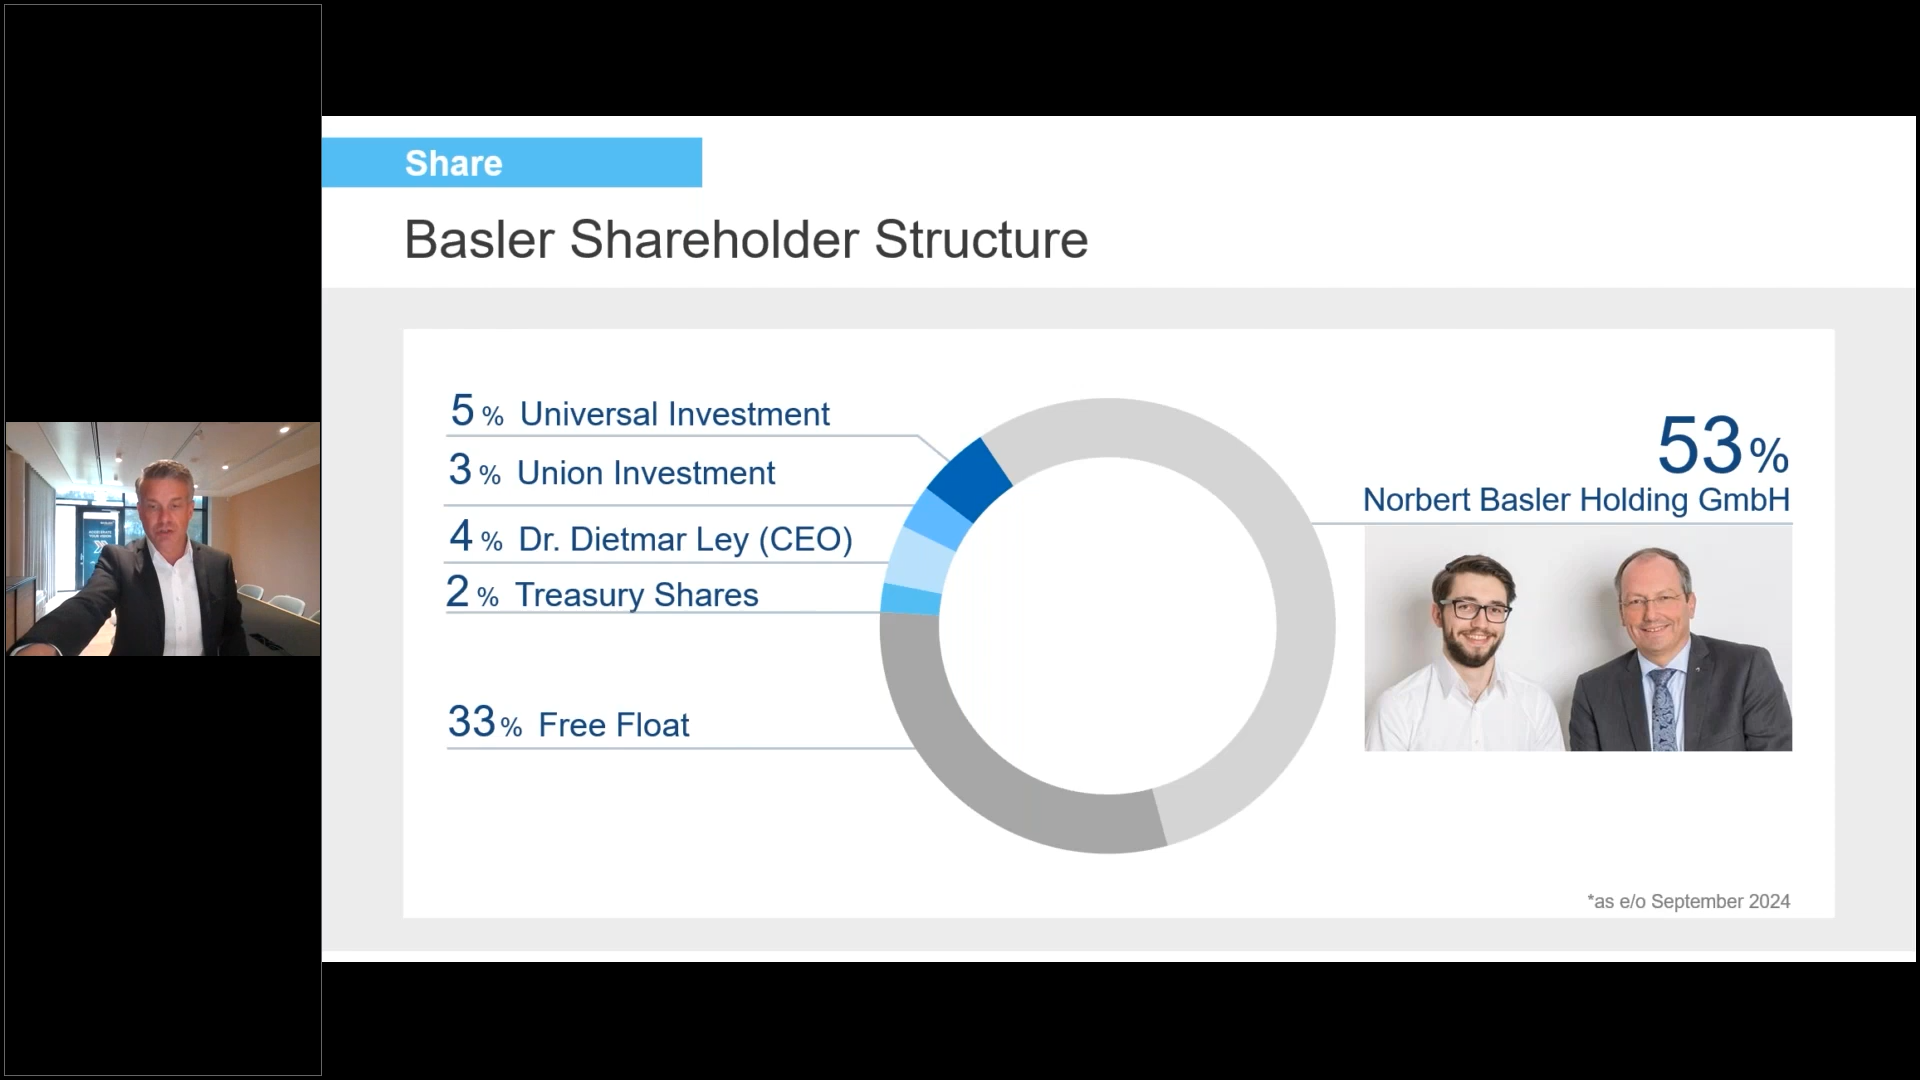 Share
Basler Shareholder Structure
5 % Universal Investment
3 % Union Investment
4 % Dr. Dietmar Ley (CEO)
2 % Treasury Shares
33 % Free Float
53 %
Norbert Basler Holding GmbH
*as e/o September 2024